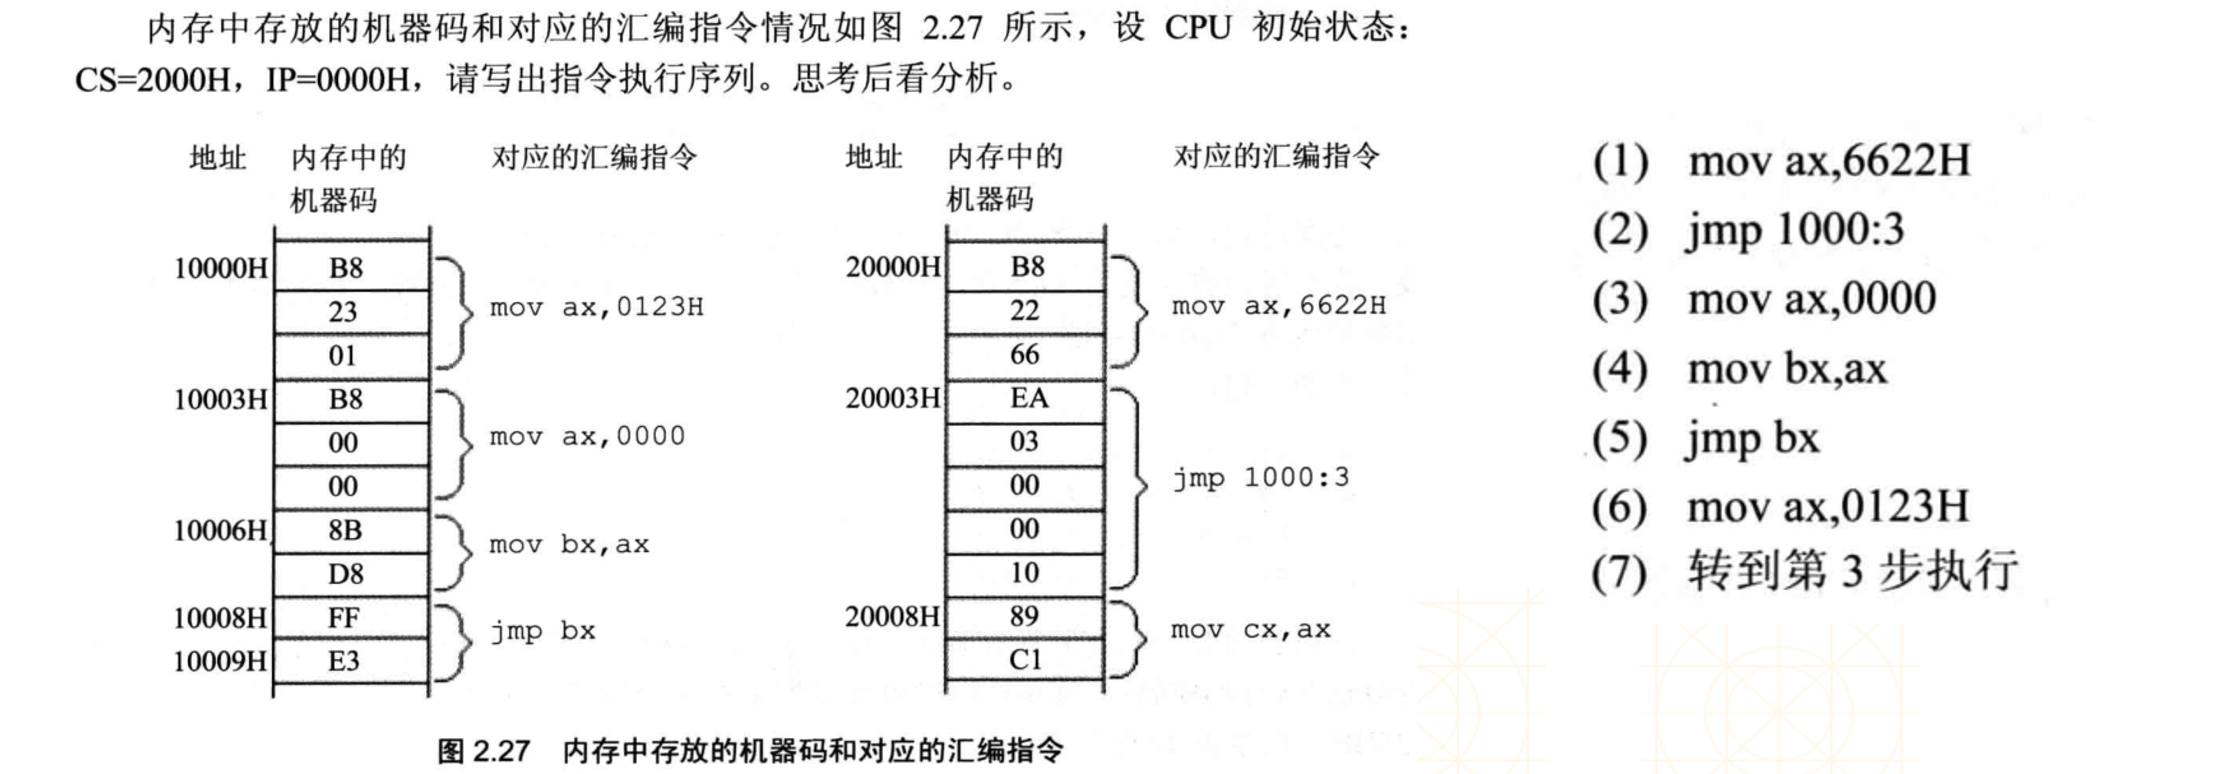 内存中存放的机器码和对应的汇编指令情况如图 2.27 所示，设 CPU 初始状态：
CS=2000H，IP=0000H，请写出指令执行序列。思考后看分析。
地址 内存中的 对应的汇编指令
机器码
10000H B8
23 mov ax,0123H
01
10003H B8
00 mov ax,0000
00
10006H 8B
mov bx,ax
D8
10008H FF
jmp bx
10009H E3
地址 内存中的 对应的汇编指令
机器码
20000H B8
22 mov ax,6622H
66
20003H EA
03
00 jmp 1000:3
00
10
20008H 89
mov cx,ax
C1
图 2.27 内存中存放的机器码和对应的汇编指令
(1) mov ax,6622H
(2) jmp 1000:3
(3) mov ax,0000
(4) mov bx,ax
(5) jmp bx
(6) mov ax,0123H
(7) 转到第 3 步执行